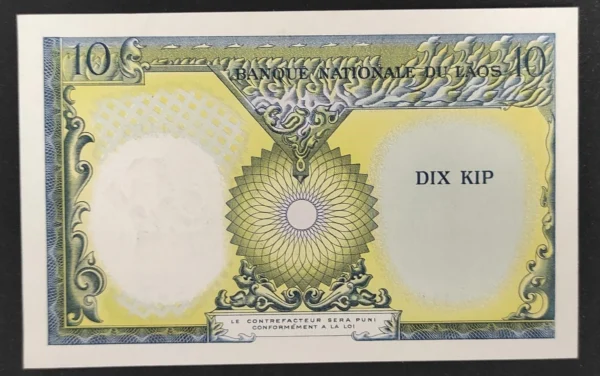 10 BANQUE NATIONALE DU LAOS 10
DIX KIP
LE CONTREFACTEUR SERA PUNI
CONFORMÉMENT A LA LOI